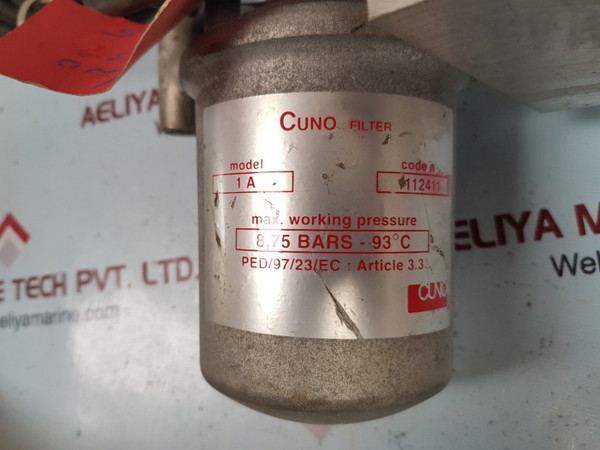 AELIYA
CUNO FILTER
model
1 A
code n
112411
max. working pressure
8,75 BARS - 93°C
PED/97/23/EC : Article 3.3
CUNO
E TECH PVT. LTD
eliyamarine.com
AELIYA M
Wel